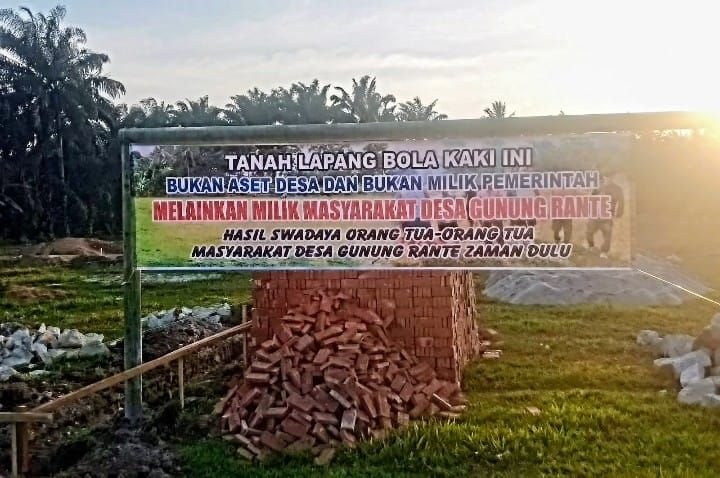 TANAH LAPANG BOLA KAKI INI
BUKAN ASET DESA DAN BUKAN MILIK PEMERINTAH
MELAINKAN MILIK MASYARAKAT DESA GUNUNG RANTE
HASIL SWADAYA ORANG TUA-ORANG TUA
MASYARAKAT DESA GUNUNG RANTE ZAMAN DULU